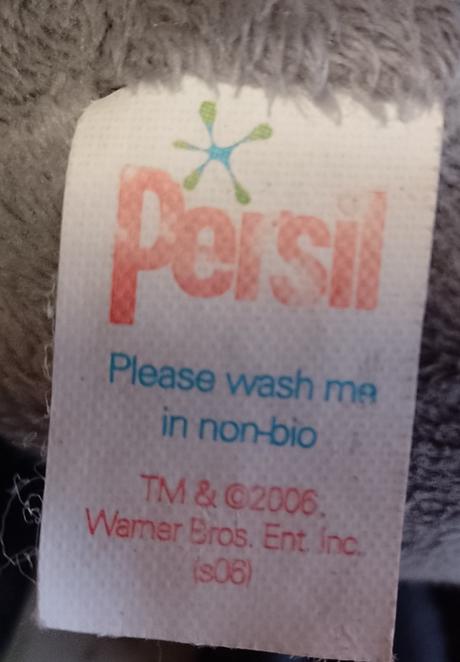 Persil
Please wash me
in non-bio
TM & ©2006.
Warner Bros. Ent. Inc.
(s06)